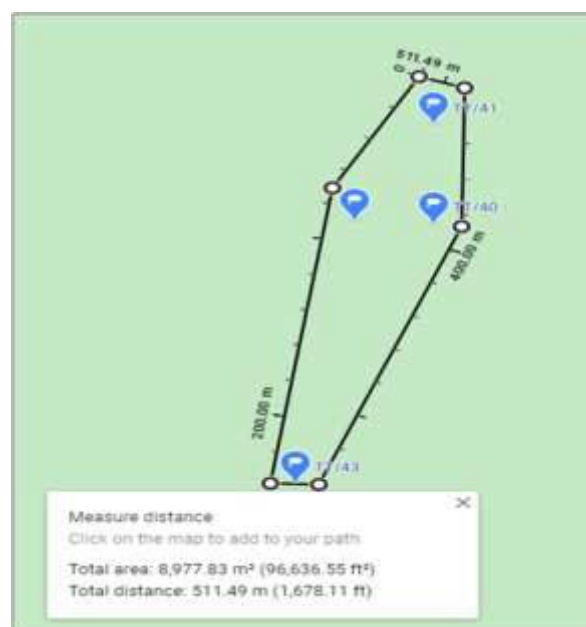 511.49 m
0
TT/41
TT/40
400.00 m
200.00 m
TT/43
Measure distance
Click on the map to add to your path
Total area: 8,977.83 m² (96,636.55 ft²)
Total distance: 511.49 m (1,678.11 ft)